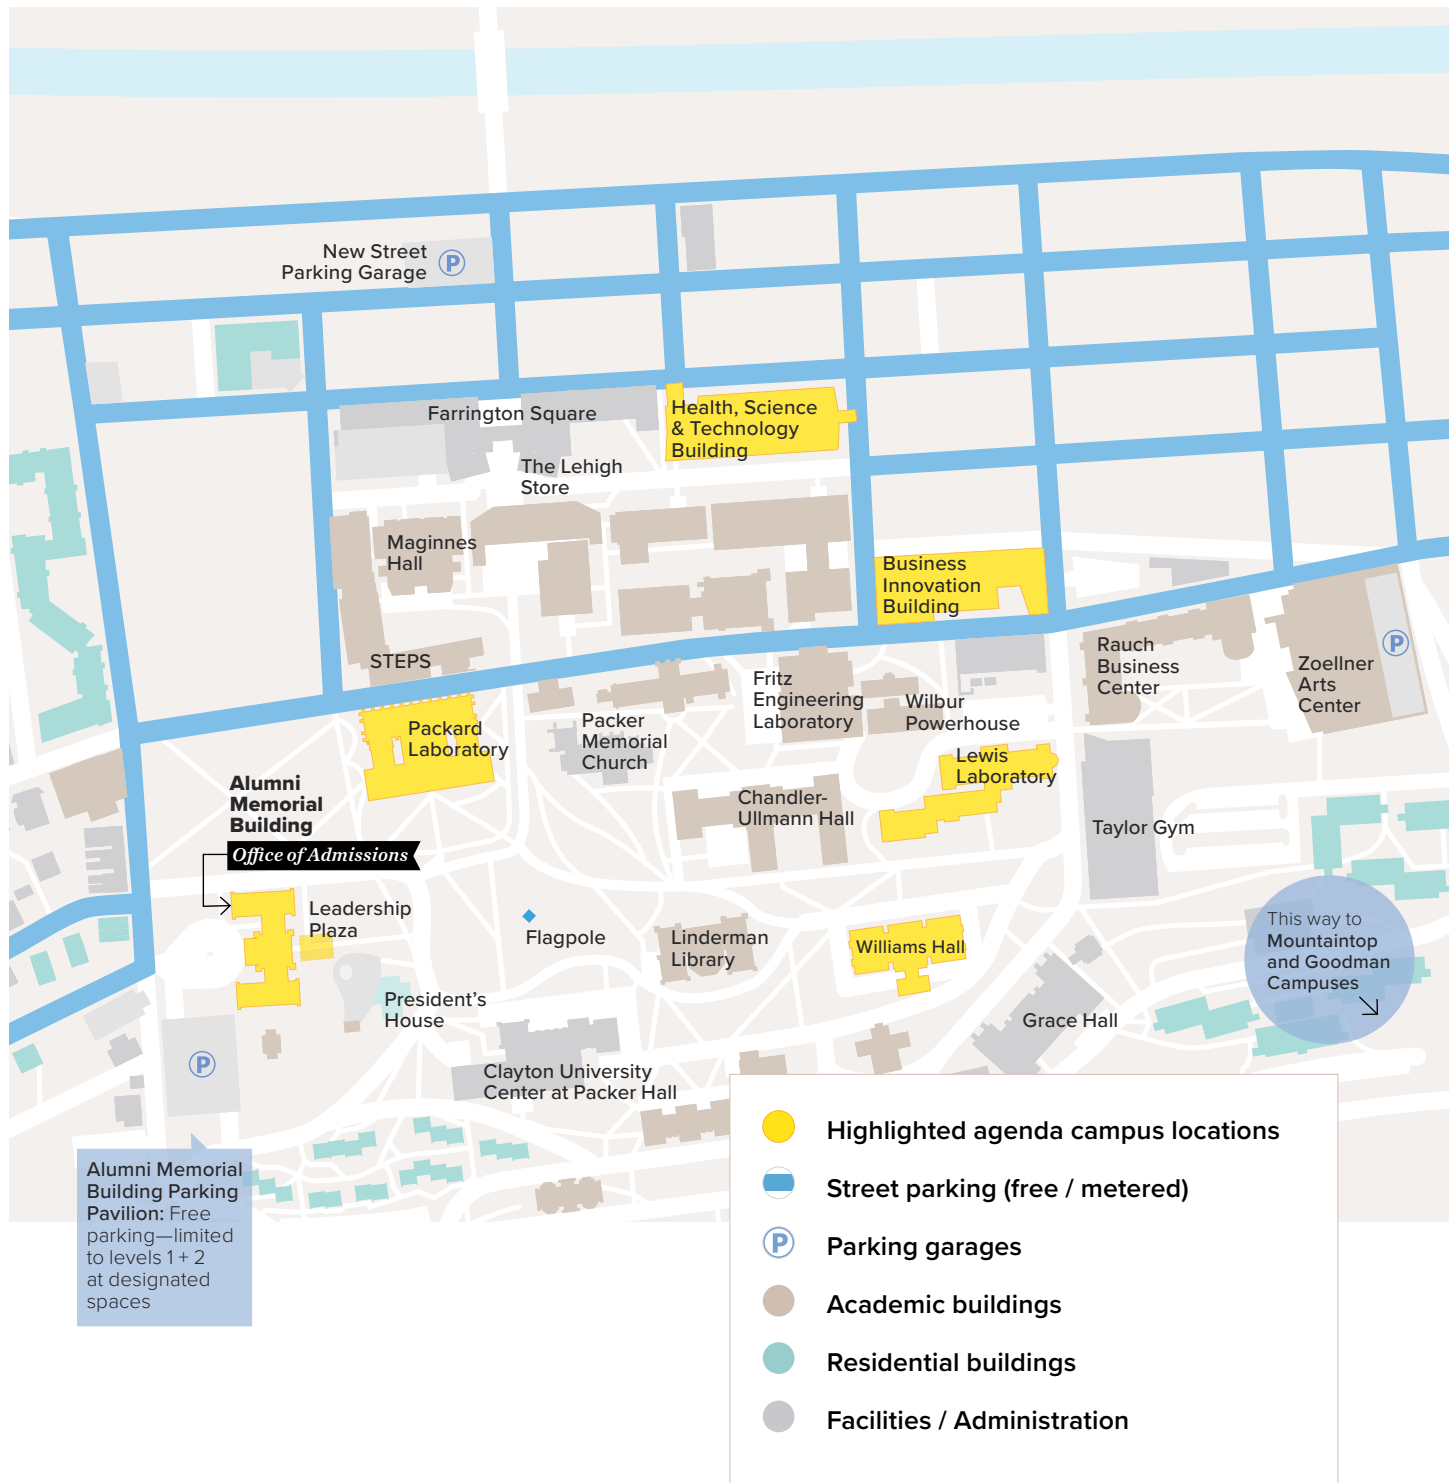 New Street
Parking Garage
P
Farrington Square
Health, Science
& Technology
Building
The Lehigh
Store
Maginnes
Hall
Business
Innovation
Building
STEPS
Rauch
Business
Center
Zoellner
Arts
Center
P
Fritz
Engineering
Laboratory
Wilbur
Powerhouse
Packard
Laboratory
Packer
Memorial
Church
Lewis
Laboratory
Alumni
Memorial
Building
Office of Admissions
Chandler-
Ullmann Hall
Taylor Gym
Leadership
Plaza
Flagpole
Linderman
Library
Williams Hall
This way to
Mountaintop
and Goodman
Campuses
President's
House
Grace Hall
P
Clayton University
Center at Packer Hall
Alumni Memorial
Building Parking
Pavilion: Free
parking—limited
to levels 1 + 2
at designated
spaces
Highlighted agenda campus locations
Street parking (free / metered)
P
Parking garages
Academic buildings
Residential buildings
Facilities / Administration